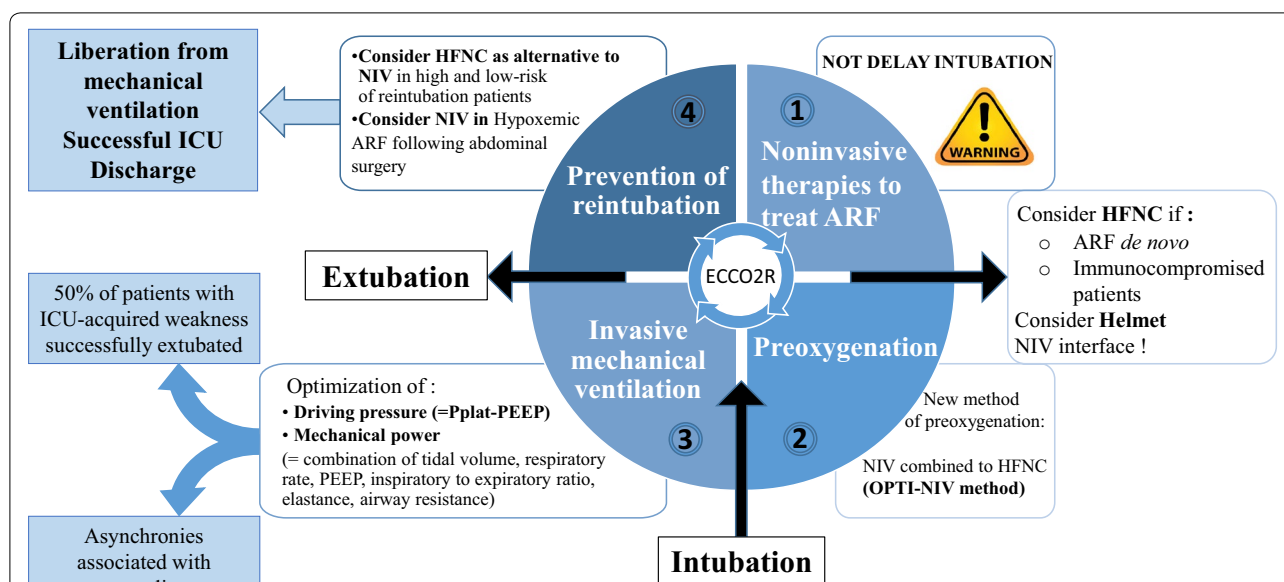 Liberation from
mechanical
ventilation
Successful ICU
Discharge
•Consider HFNC as alternative to
NIV in high and low-risk
of reintubation patients
•Consider NIV in Hypoxemic
ARF following abdominal
surgery
NOT DELAY INTUBATION
WARNING
4
Prevention of
reintubation
1
Noninvasive
therapies to
treat ARF
Consider HFNC if :
o ARF de novo
o Immunocompromised
patients
Consider Helmet
NIV interface !
Extubation
ECCO2R
50% of patients with
ICU-acquired weakness
successfully extubated
Invasive
mechanical
ventilation
3
Preoxygenation
2
Optimization of :
• Driving pressure (=Pplat-PEEP)
• Mechanical power
(= combination of tidal volume, respiratory
rate, PEEP, inspiratory to expiratory ratio,
elastance, airway resistance)
New method
of preoxygenation:
NIV combined to HFNC
(OPTI-NIV method)
Asynchronies
associated with
Intubation